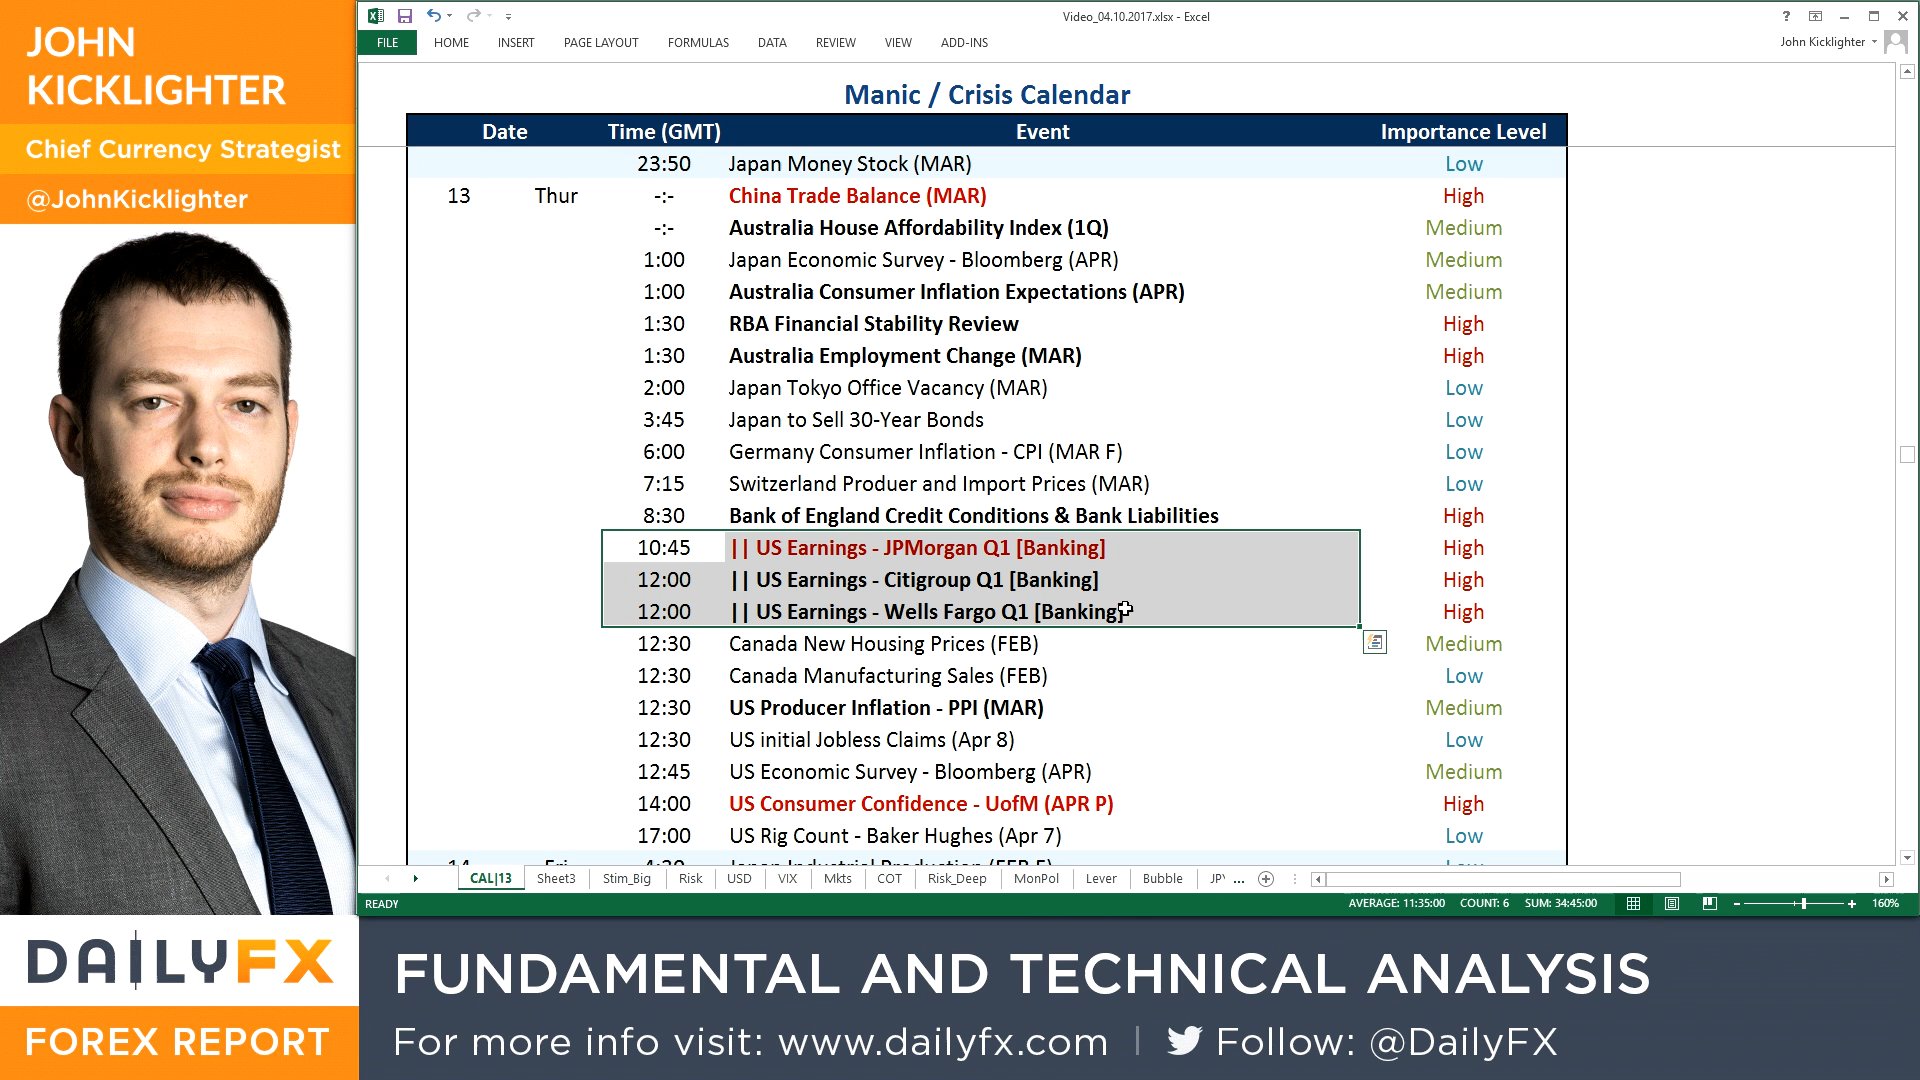 JOHN
KICKLIGHTER
Chief Currency Strategist
@JohnKicklighter
Video_04.10.2017.xlsx - Excel
?
FILE HOME INSERT PAGE LAYOUT FORMULAS DATA REVIEW VIEW ADD-INS John Kicklighter
Manic / Crisis Calendar
Date Time (GMT) Event Importance Level
23:50 Japan Money Stock (MAR) Low
13 Thur -:- China Trade Balance (MAR) High
-:- Australia House Affordability Index (1Q) Medium
1:00 Japan Economic Survey - Bloomberg (APR) Medium
1:00 Australia Consumer Inflation Expectations (APR) Medium
1:30 RBA Financial Stability Review High
1:30 Australia Employment Change (MAR) High
2:00 Japan Tokyo Office Vacancy (MAR) Low
3:45 Japan to Sell 30-Year Bonds Low
6:00 Germany Consumer Inflation - CPI (MAR F) Low
7:15 Switzerland Produer and Import Prices (MAR) Low
8:30 Bank of England Credit Conditions & Bank Liabilities High
10:45 || US Earnings - JPMorgan Q1 [Banking] High
12:00 || US Earnings - Citigroup Q1 [Banking] High
12:00 || US Earnings - Wells Fargo Q1 [Banking] High
12:30 Canada New Housing Prices (FEB) Medium
12:30 Canada Manufacturing Sales (FEB) Low
12:30 US Producer Inflation - PPI (MAR) Medium
12:30 US initial Jobless Claims (Apr 8) Low
12:45 US Economic Survey - Bloomberg (APR) Medium
14:00 US Consumer Confidence - UofM (APR P) High
17:00 US Rig Count - Baker Hughes (Apr 7) Low
14 Fri 4:30 Japan Industrial Production (FEB F) Low
CAL|13 Sheet3 Stim_Big Risk USD VIX Mkts COT Risk_Deep MonPol Lever Bubble JPY ...
READY AVERAGE: 11:35:00 COUNT: 6 SUM: 34:45:00 160%
DAILYFX
FOREX REPORT
FUNDAMENTAL AND TECHNICAL ANALYSIS
For more info visit: www.dailyfx.com | Follow: @DailyFX